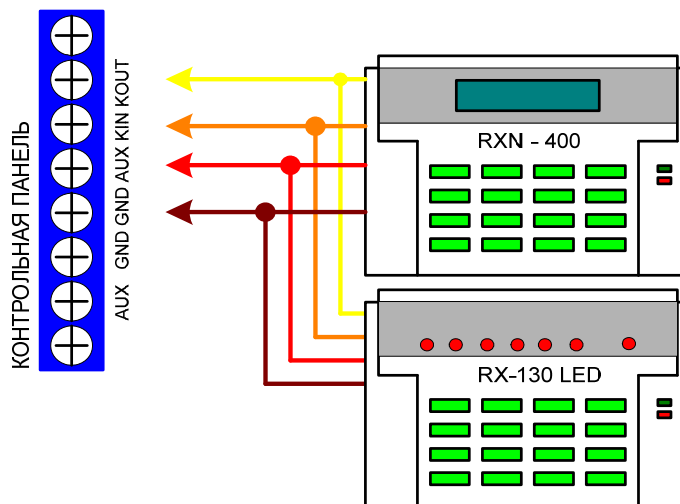 КОНТРОЛЬНАЯ ПАНЕЛЬ
AUX GND GND AUX KIN KOUT
RXN - 400
RX-130 LED